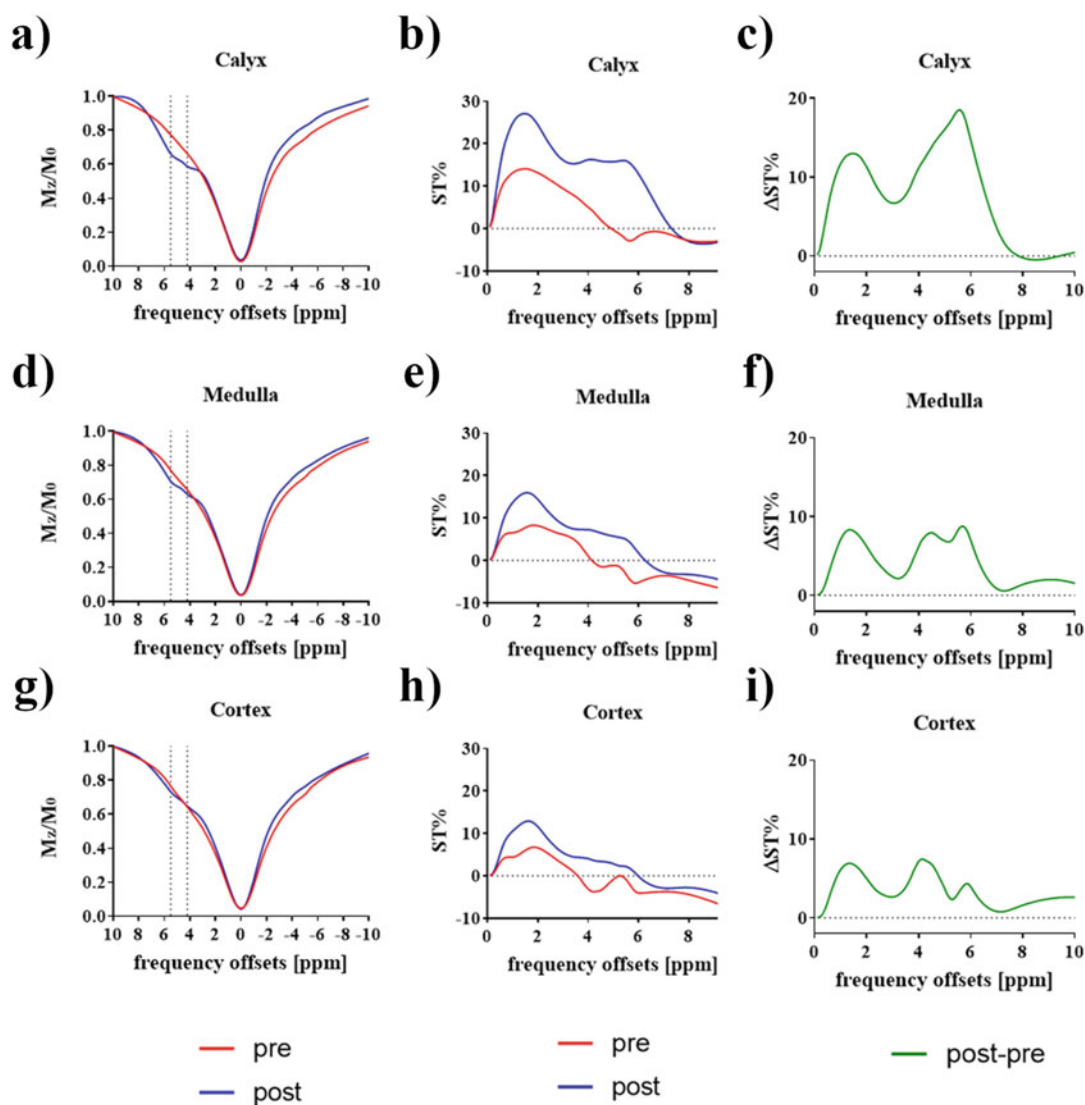 a)
Calyx
1.0
0.8
0.6
0.4
0.2
0.0
Mz/M0
10 8 6 4 2 0 -2 -4 -6 -8 -10
frequency offsets [ppm]
b)
Calyx
30
20
10
0
-10
ST%
0 2 4 6 8
frequency offsets [ppm]
c)
Calyx
20
10
0
ΔST%
0 2 4 6 8 10
frequency offsets [ppm]
d)
Medulla
1.0
0.8
0.6
0.4
0.2
0.0
Mz/M0
10 8 6 4 2 0 -2 -4 -6 -8 -10
frequency offsets [ppm]
e)
Medulla
30
20
10
0
-10
ST%
0 2 4 6 8
frequency offsets [ppm]
f)
Medulla
20
10
0
ΔST%
0 2 4 6 8 10
frequency offsets [ppm]
g)
Cortex
1.0
0.8
0.6
0.4
0.2
0.0
Mz/M0
10 8 6 4 2 0 -2 -4 -6 -8 -10
frequency offsets [ppm]
h)
Cortex
30
20
10
0
-10
ST%
0 2 4 6 8
frequency offsets [ppm]
i)
Cortex
20
10
0
ΔST%
0 2 4 6 8 10
frequency offsets [ppm]
pre
post
pre
post
post-pre